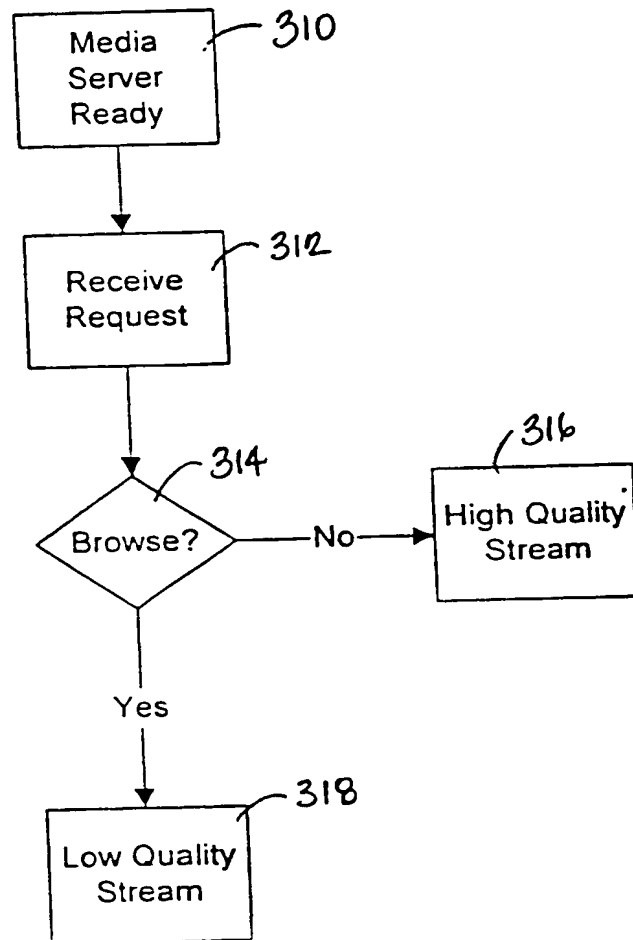 Media
Server
Ready
310
Receive
Request
312
Browse?
314
No
High Quality
Stream
316
Yes
Low Quality
Stream
318